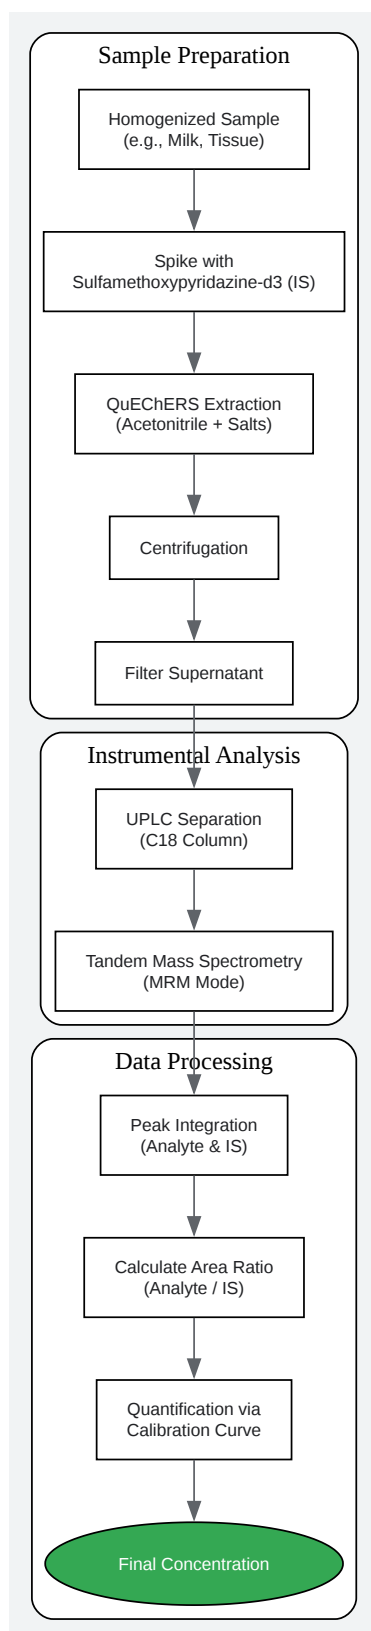 Sample Preparation
Homogenized Sample
(e.g., Milk, Tissue)
Spike with
Sulfamethoxypyridazine-d3 (IS)
QuEChERS Extraction
(Acetonitrile + Salts)
Centrifugation
Filter Supernatant
Instrumental Analysis
UPLC Separation
(C18 Column)
Tandem Mass Spectrometry
(MRM Mode)
Data Processing
Peak Integration
(Analyte & IS)
Calculate Area Ratio
(Analyte / IS)
Quantification via
Calibration Curve
Final Concentration